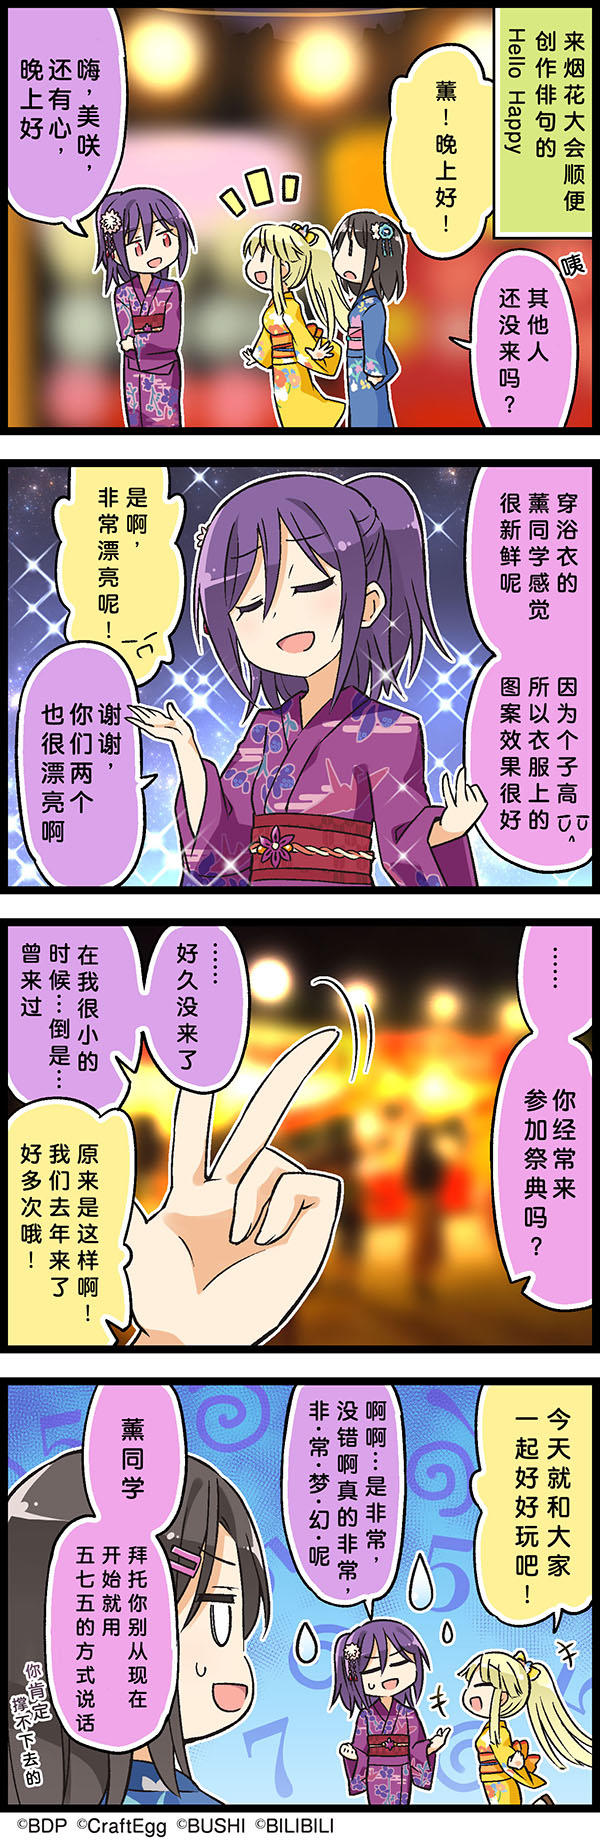 来烟花大会顺便
创作俳句的
Hello Happy
薰！晚上好！
嗨，美咲，
还有心，
晚上好
咦
其他人
还没来吗？
穿浴衣的
薰同学感觉
很新鲜呢
因为个子高
所以衣服上的
图案效果很好
是啊，
非常漂亮呢！
谢谢，
你们两个
也很漂亮啊
……
你经常来
参加祭典吗？
……
好久没来了
在我很小的
时候…倒是…
曾来过
原来是这样啊！
我们去年来了
好多次哦！
今天就和大家
一起好好玩吧！
啊啊…是非常，
没错啊真的非常，
非·常·梦·幻·呢
薰同学
拜托你别从现在
开始就用
五七五的方式说话
你肯定
撑不下去的
5
7
5
7
©BDP ©CraftEgg ©BUSHI ©BILIBILI